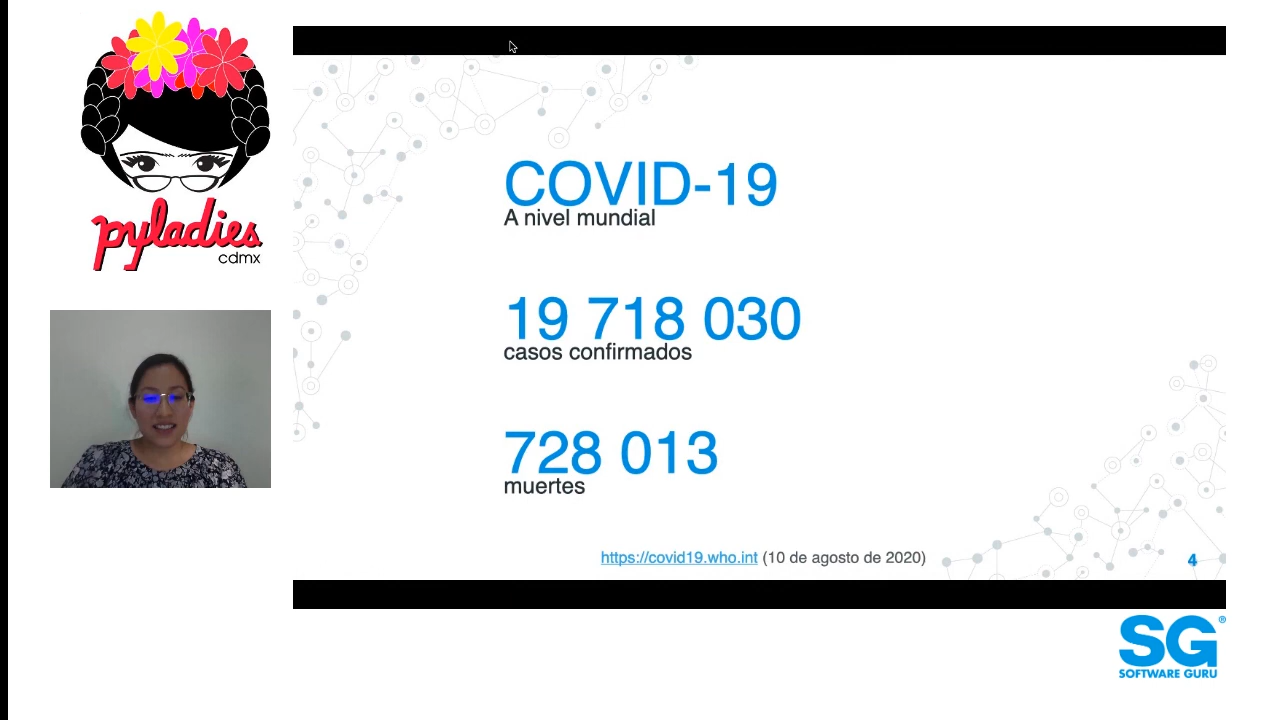 pyladies
cdmx
COVID-19
A nivel mundial
19 718 030
casos confirmados
728 013
muertes
https://covid19.who.int (10 de agosto de 2020)
4
SG®
SOFTWARE GURU